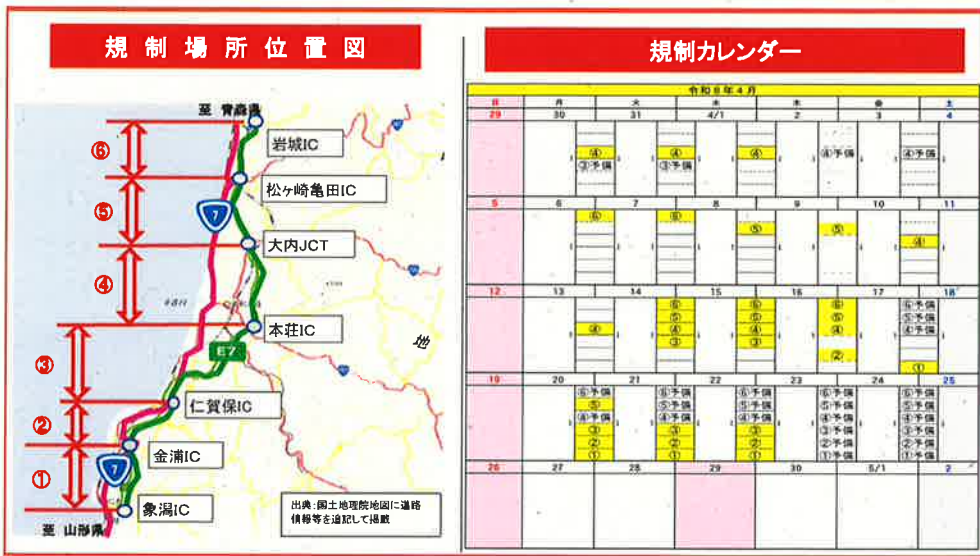 規制場所位置図
至 青森県
岩城IC
⑥
松ヶ崎亀田IC
⑤
7
大内JCT
④
本荘IC
地
E7
③
仁賀保IC
②
金浦IC
①
7
象潟IC
至 山形県
出典：国土地理院地図に道路
情報等を追記して掲載
規制カレンダー
令和8年4月
日 月 火 水 木 金 土
29 30 31 4/1 2 3 4
④ ④ ④ ④予備 ④予備
③予備 ③予備
5 6 7 8 9 10 11
⑥ ⑥
⑤ ⑤
④
12 13 14 15 16 17 18
⑥ ⑥ ⑥ ⑥予備
⑤ ⑤ ⑤ ⑤予備
④ ④ ④ ④ ④予備
③ ③
②
①
19 20 21 22 23 24 25
⑥予備 ⑥予備 ⑥予備 ⑥予備 ⑥予備
⑤ ⑤予備 ⑤予備 ⑤予備 ⑤予備
④予備 ④予備 ④予備 ④予備 ④予備
③ ③ ③ ③予備 ③予備
② ② ② ②予備 ②予備
① ① ① ①予備 ①予備
26 27 28 29 30 5/1 2